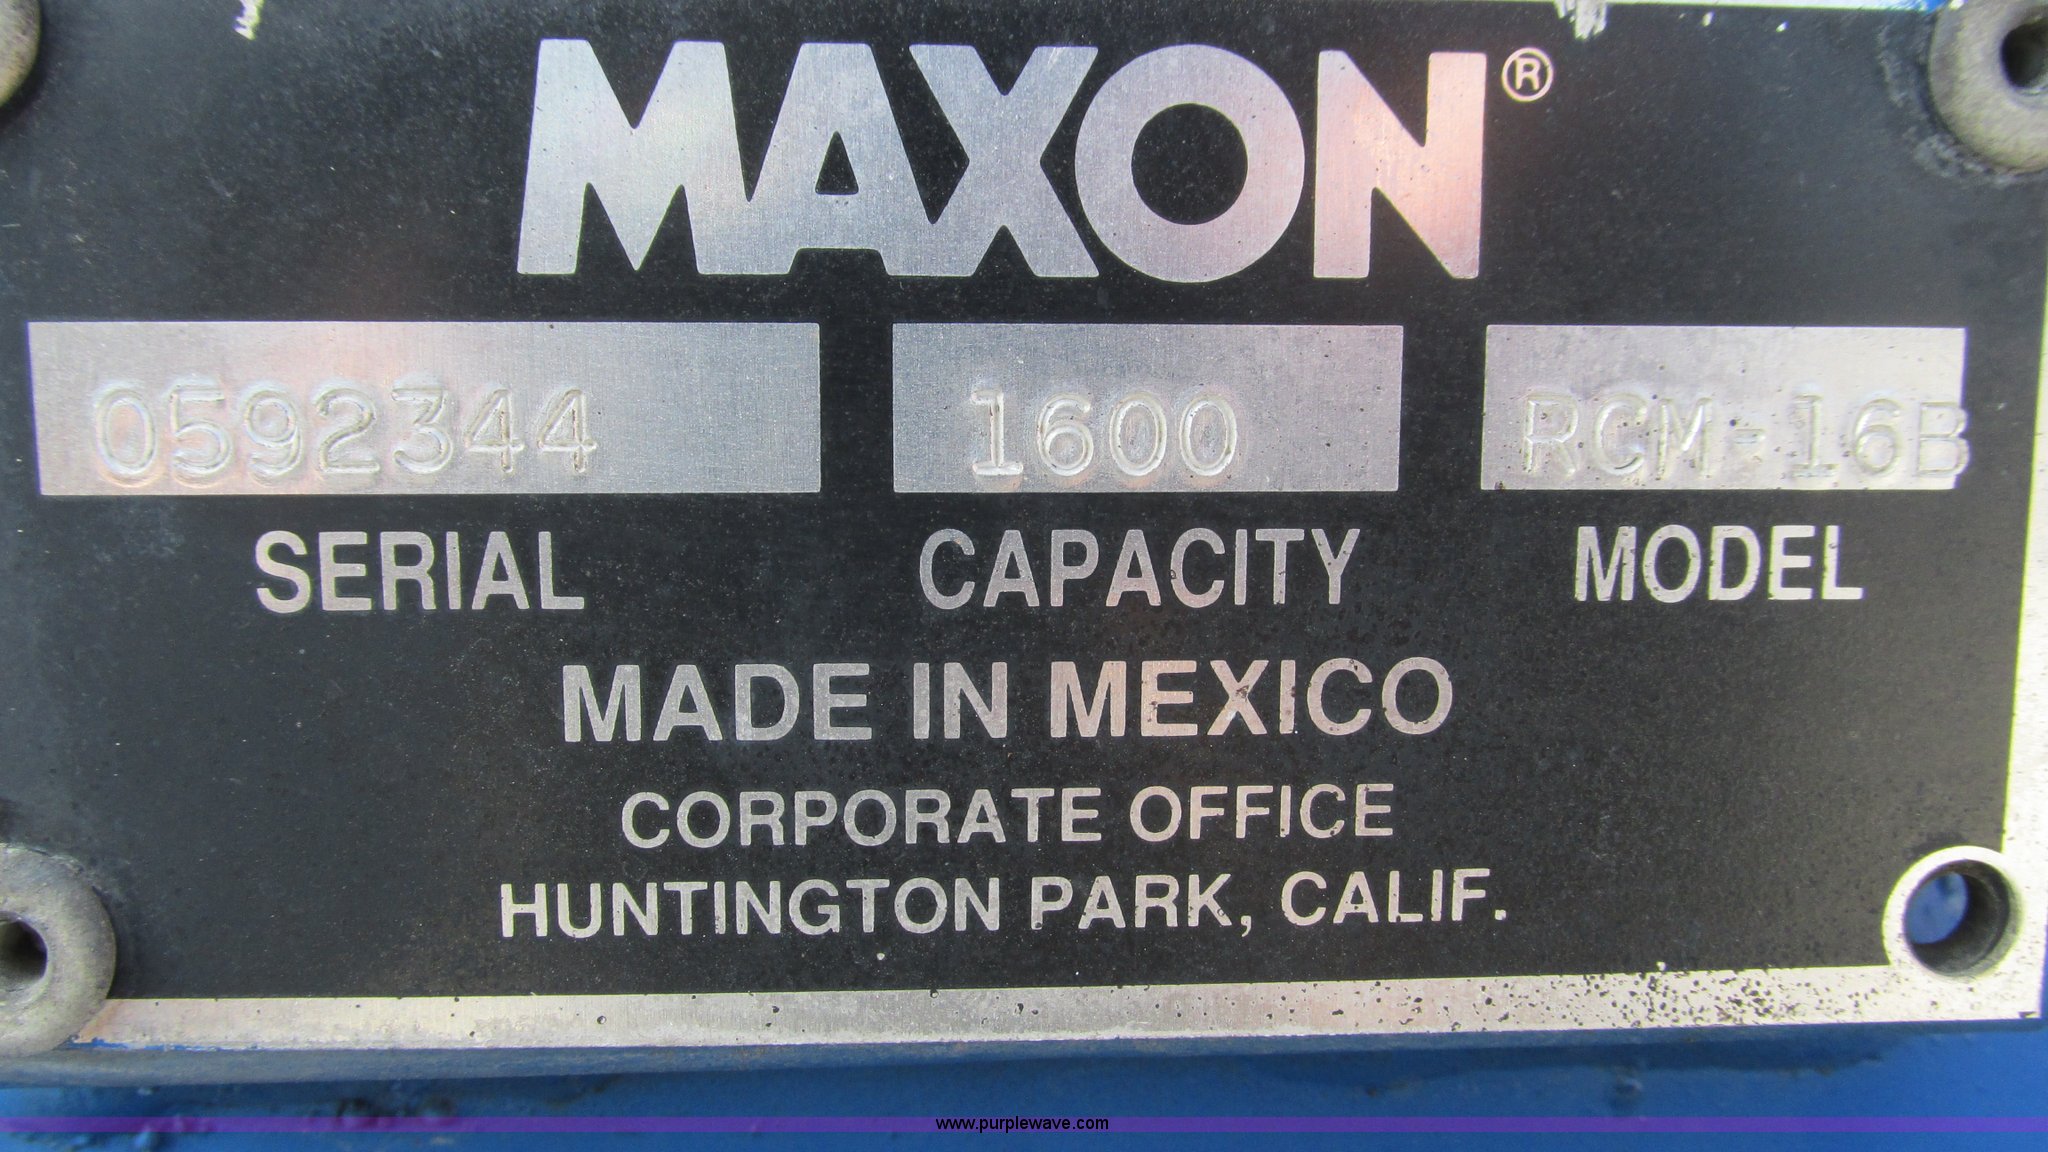 MAXON®
0592344 1600 RCM-16B
SERIAL CAPACITY MODEL
MADE IN MEXICO
CORPORATE OFFICE
HUNTINGTON PARK, CALIF.
www.purplewave.com